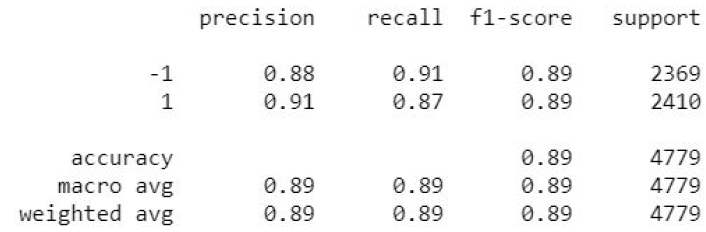 precision recall f1-score support
-1 0.88 0.91 0.89 2369
1 0.91 0.87 0.89 2410
accuracy 0.89 4779
macro avg 0.89 0.89 0.89 4779
weighted avg 0.89 0.89 0.89 4779